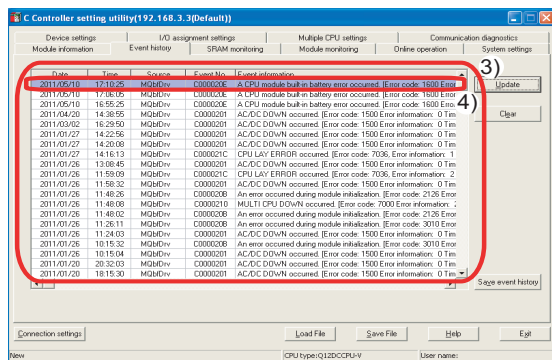 C Controller setting utility(192.168.3.3(Default))
Device settings I/O assignment settings Multiple CPU settings Communication diagnostics
Module information Event history SRAM monitoring Module monitoring Online operation System settings
Date Time Source Event No. Event information
2011/05/10 17:10:25 MQbfDrv C000020E A CPU module built-in battery error occurred. [Error code: 1600 Error
2011/05/10 17:06:05 MQbfDrv C000020E A CPU module built-in battery error occurred. [Error code: 1600 Error
2011/05/10 16:55:25 MQbfDrv C000020E A CPU module built-in battery error occurred. [Error code: 1600 Erro
2011/04/20 14:38:55 MQbfDrv C0000201 AC/DC DOWN occurred. [Error code: 1500 Error information: 0 Tim
2011/03/02 16:29:50 MQbfDrv C0000201 AC/DC DOWN occurred. [Error code: 1500 Error information: 0 Tim
2011/01/27 14:22:56 MQbfDrv C0000201 AC/DC DOWN occurred. [Error code: 1500 Error information: 0 Tim
2011/01/27 14:20:08 MQbfDrv C0000201 AC/DC DOWN occurred. [Error code: 1500 Error information: 0 Tim
2011/01/27 14:16:13 MQbfDrv C000021C CPU LAY ERROR occurred. [Error code: 7036, Error information: 1
2011/01/26 13:08:45 MQbfDrv C0000201 AC/DC DOWN occurred. [Error code: 1500 Error information: 0 Tim
2011/01/26 11:59:09 MQbfDrv C000021C CPU LAY ERROR occurred. [Error code: 7036, Error information: 2
2011/01/26 11:58:32 MQbfDrv C0000201 AC/DC DOWN occurred. [Error code: 1500 Error information: 0 Tim
2011/01/26 11:48:26 MQbfDrv C000020B An error occurred during module initialization. [Error code: 2126 Error
2011/01/26 11:48:08 MQbfDrv C0000210 MULTI CPU DOWN occurred. [Error code: 7000 Error information: 2
2011/01/26 11:48:02 MQbfDrv C000020B An error occurred during module initialization. [Error code: 2126 Error
2011/01/26 11:26:11 MQbfDrv C000020B An error occurred during module initialization. [Error code: 3010 Error
2011/01/26 11:24:03 MQbfDrv C0000201 AC/DC DOWN occurred. [Error code: 1500 Error information: 0 Tim
2011/01/26 10:15:32 MQbfDrv C000020B An error occurred during module initialization. [Error code: 3010 Error
2011/01/26 10:15:04 MQbfDrv C0000201 AC/DC DOWN occurred. [Error code: 1500 Error information: 0 Tim
2011/01/20 20:32:03 MQbfDrv C0000201 AC/DC DOWN occurred. [Error code: 1500 Error information: 0 Tim
2011/01/20 18:15:30 MQbfDrv C0000201 AC/DC DOWN occurred. [Error code: 1500 Error information: 0 Tim
3)
Update
4)
Clear
Save event history
Connection settings Load File Save File Help Exit
New CPU type:Q12DCCPU-V User name: